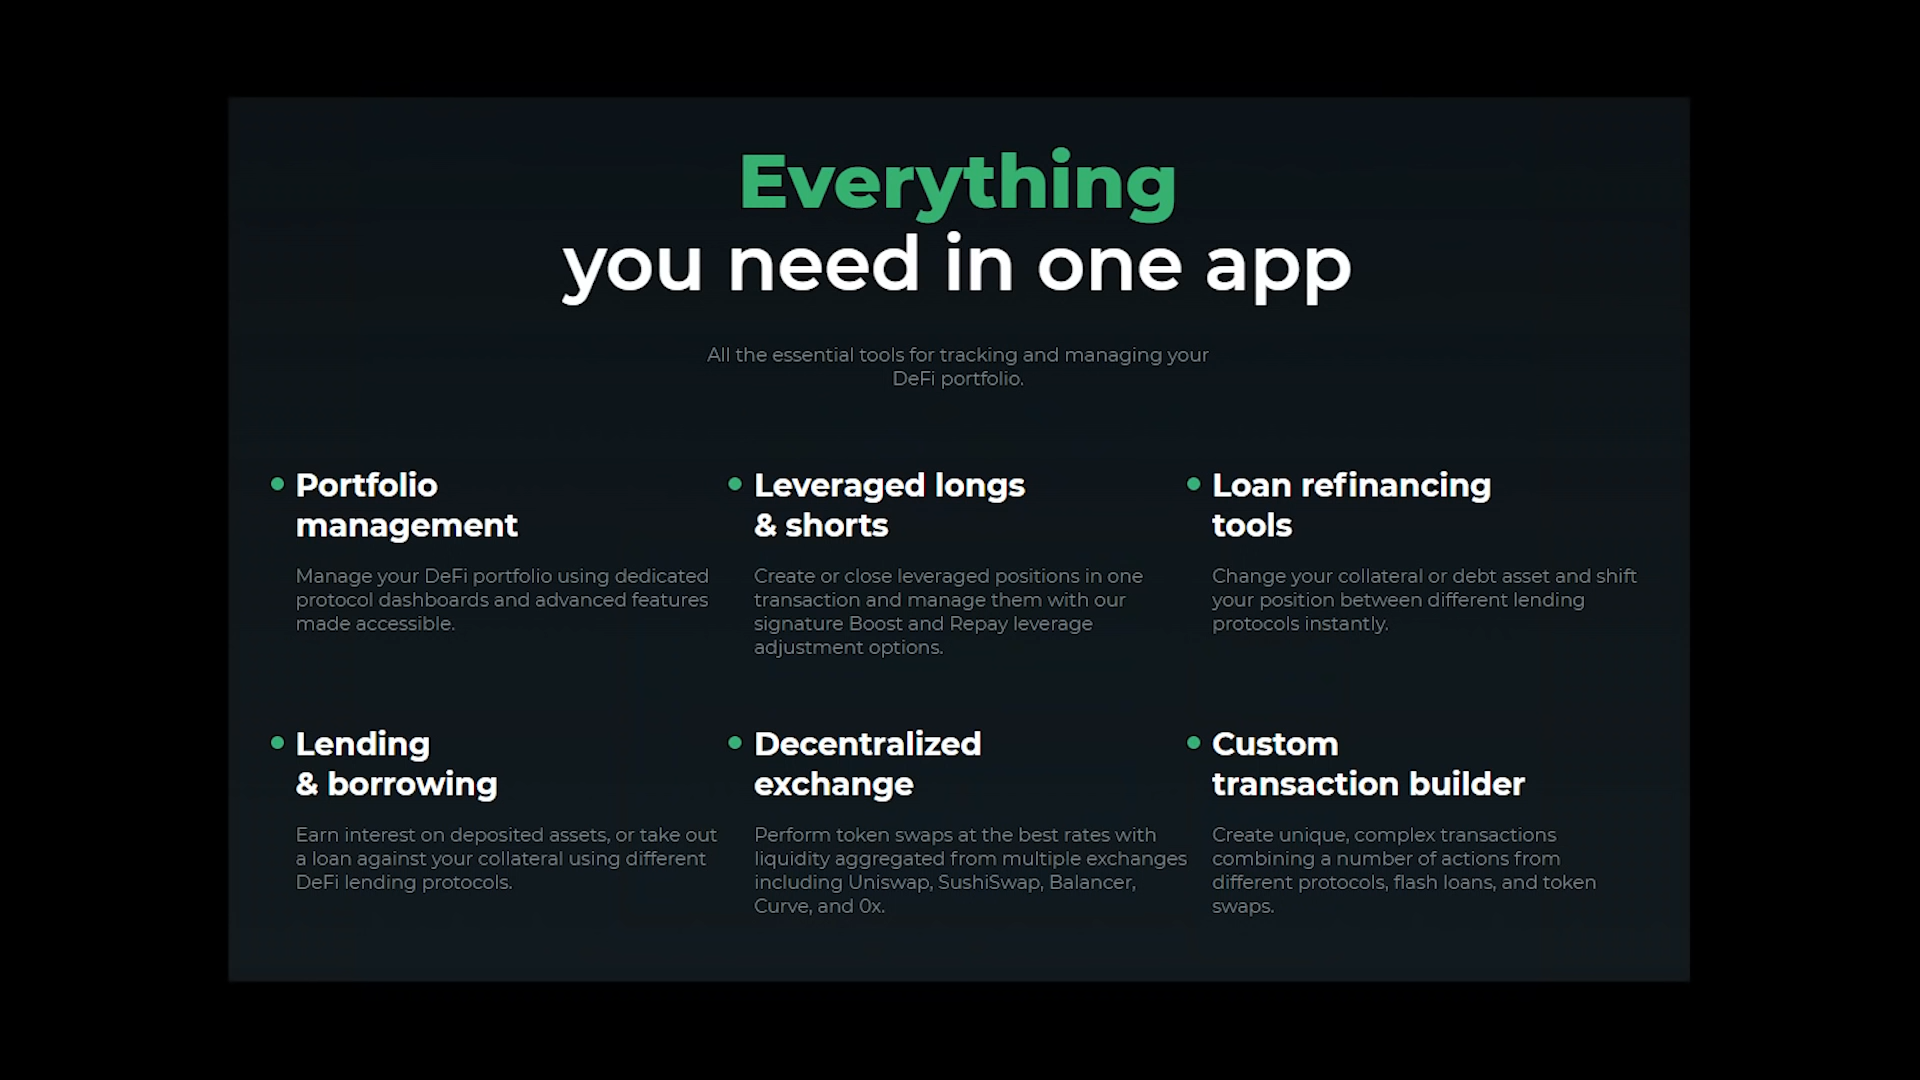 Everything
you need in one app
All the essential tools for tracking and managing your
DeFi portfolio.
Portfolio
management
Manage your DeFi portfolio using dedicated
protocol dashboards and advanced features
made accessible.
Leveraged longs
& shorts
Create or close leveraged positions in one
transaction and manage them with our
signature Boost and Repay leverage
adjustment options.
Loan refinancing
tools
Change your collateral or debt asset and shift
your position between different lending
protocols instantly.
Lending
& borrowing
Earn interest on deposited assets, or take out
a loan against your collateral using different
DeFi lending protocols.
Decentralized
exchange
Perform token swaps at the best rates with
liquidity aggregated from multiple exchanges
including Uniswap, SushiSwap, Balancer,
Curve, and 0x.
Custom
transaction builder
Create unique, complex transactions
combining a number of actions from
different protocols, flash loans, and token
swaps.